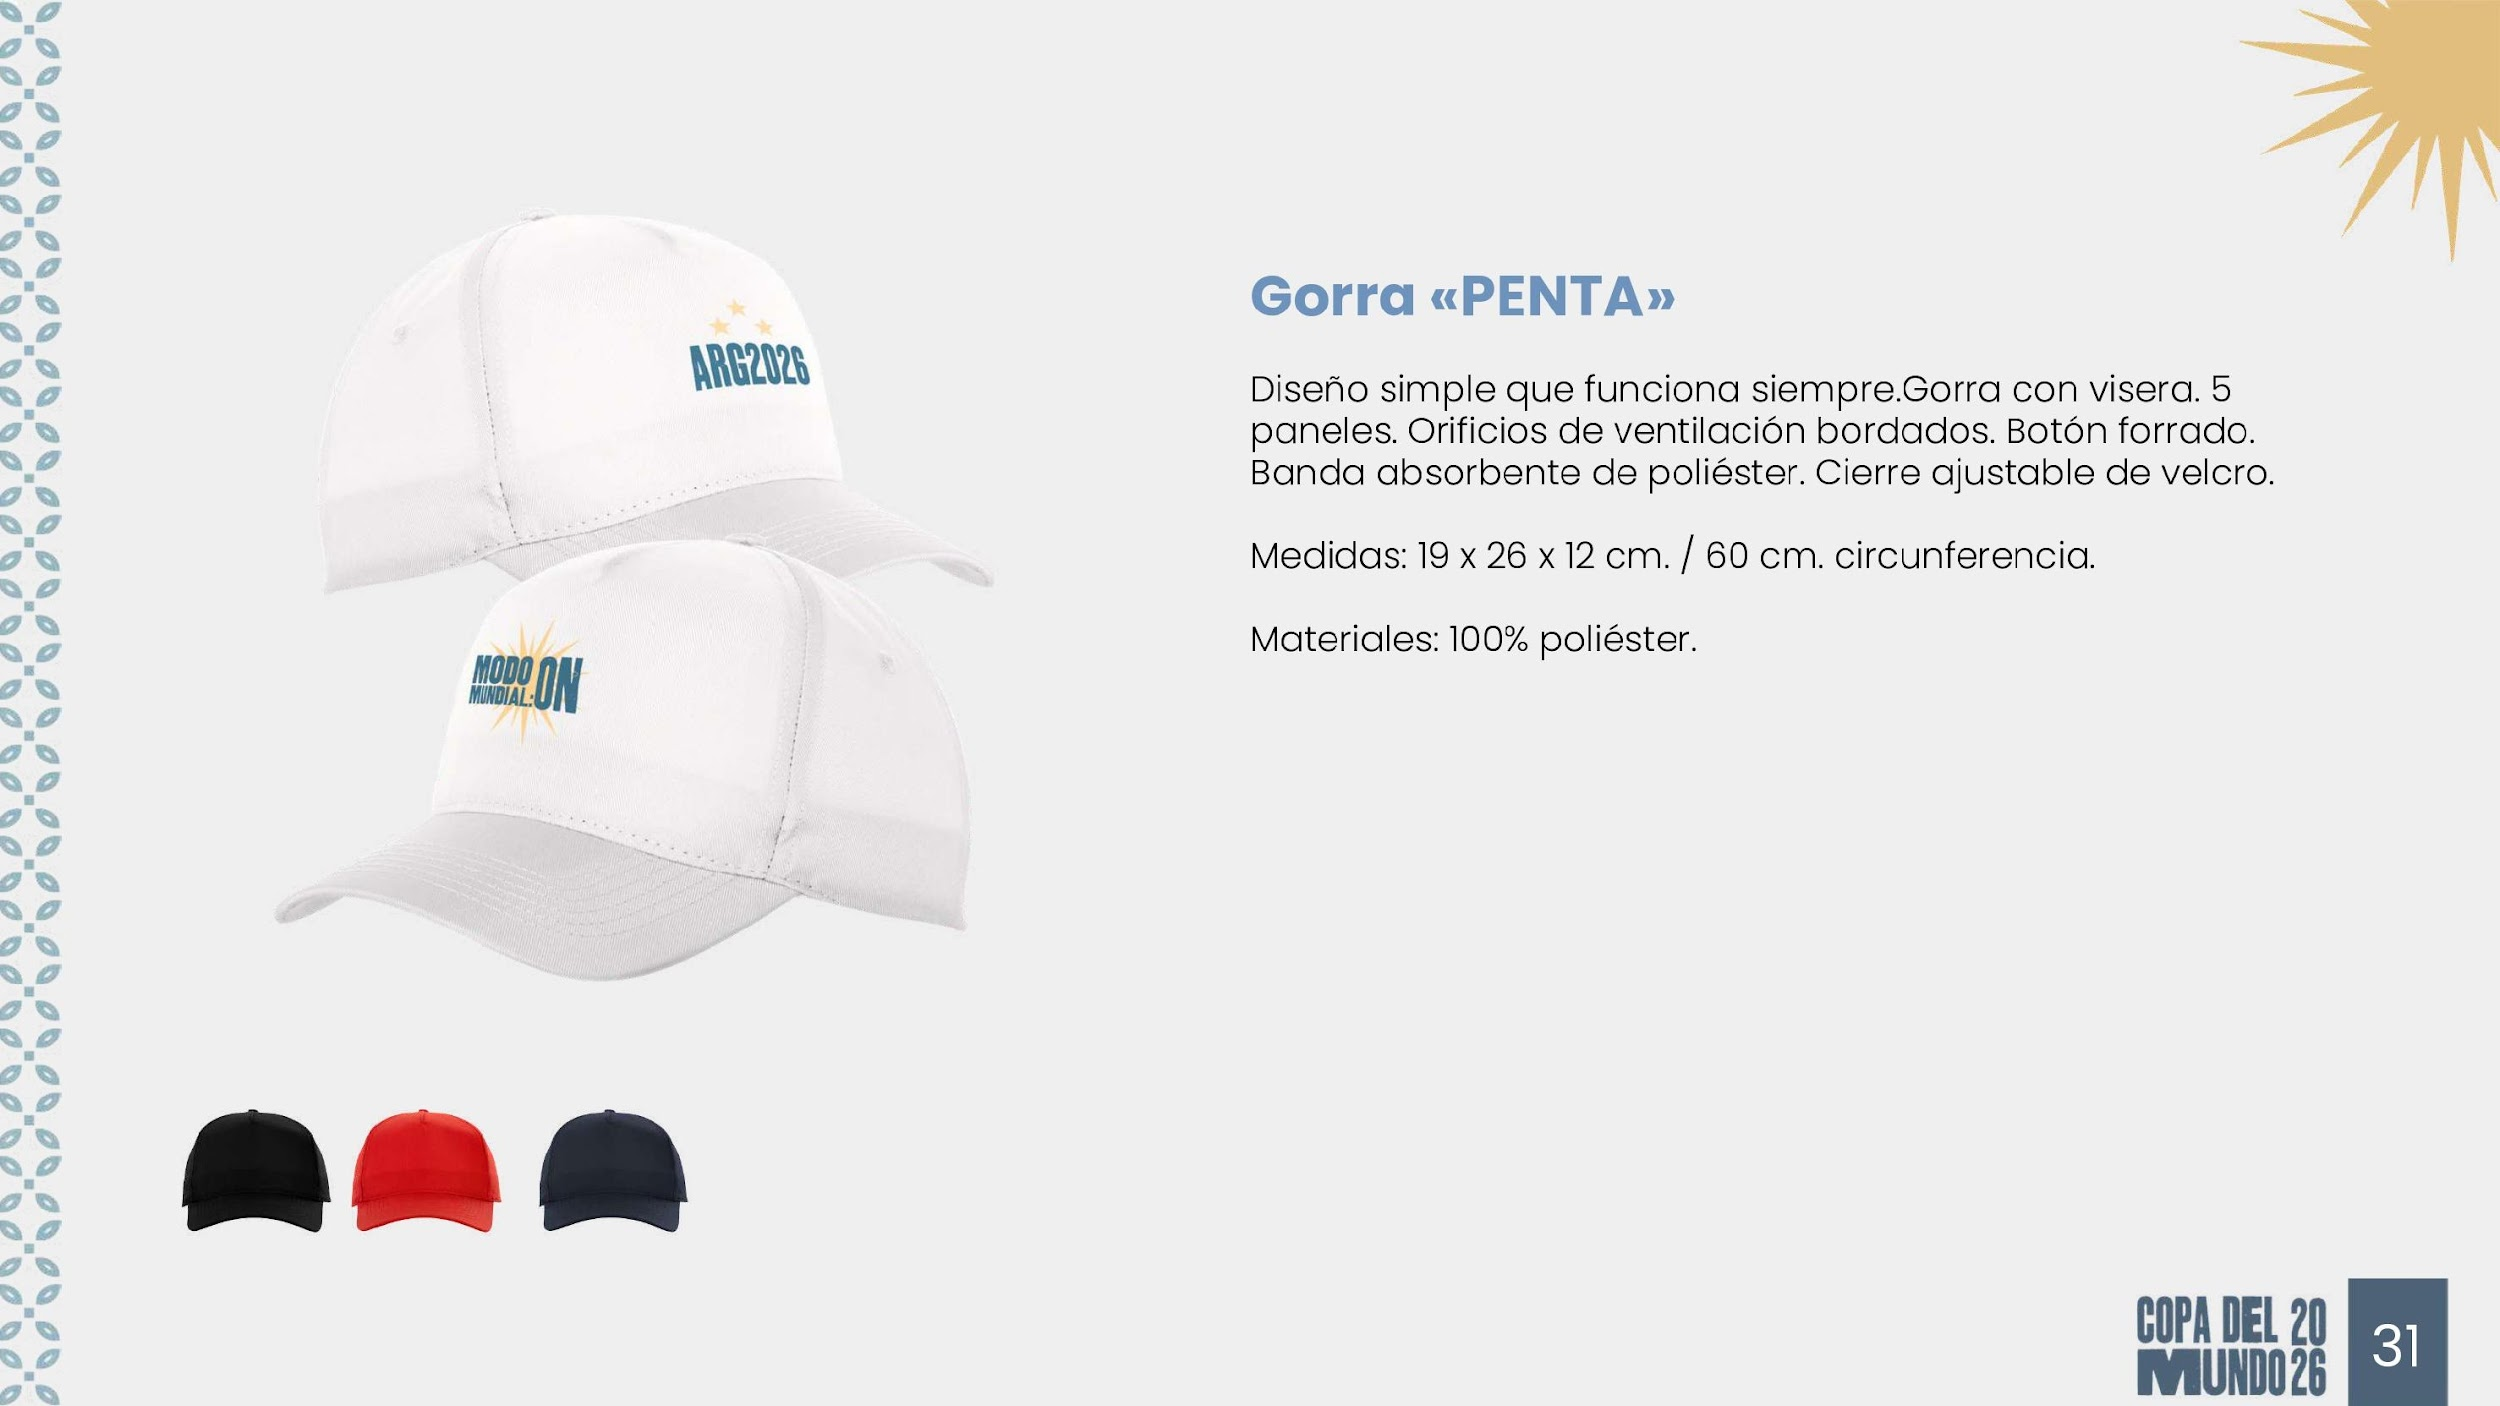 ARG2026
MODO
MUNDIAL:ON
Gorra «PENTA»
Diseño simple que funciona siempre.Gorra con visera. 5
paneles. Orificios de ventilación bordados. Botón forrado.
Banda absorbente de poliéster. Cierre ajustable de velcro.
Medidas: 19 x 26 x 12 cm. / 60 cm. circunferencia.
Materiales: 100% poliéster.
COPA DEL 20
MUNDO 26
31